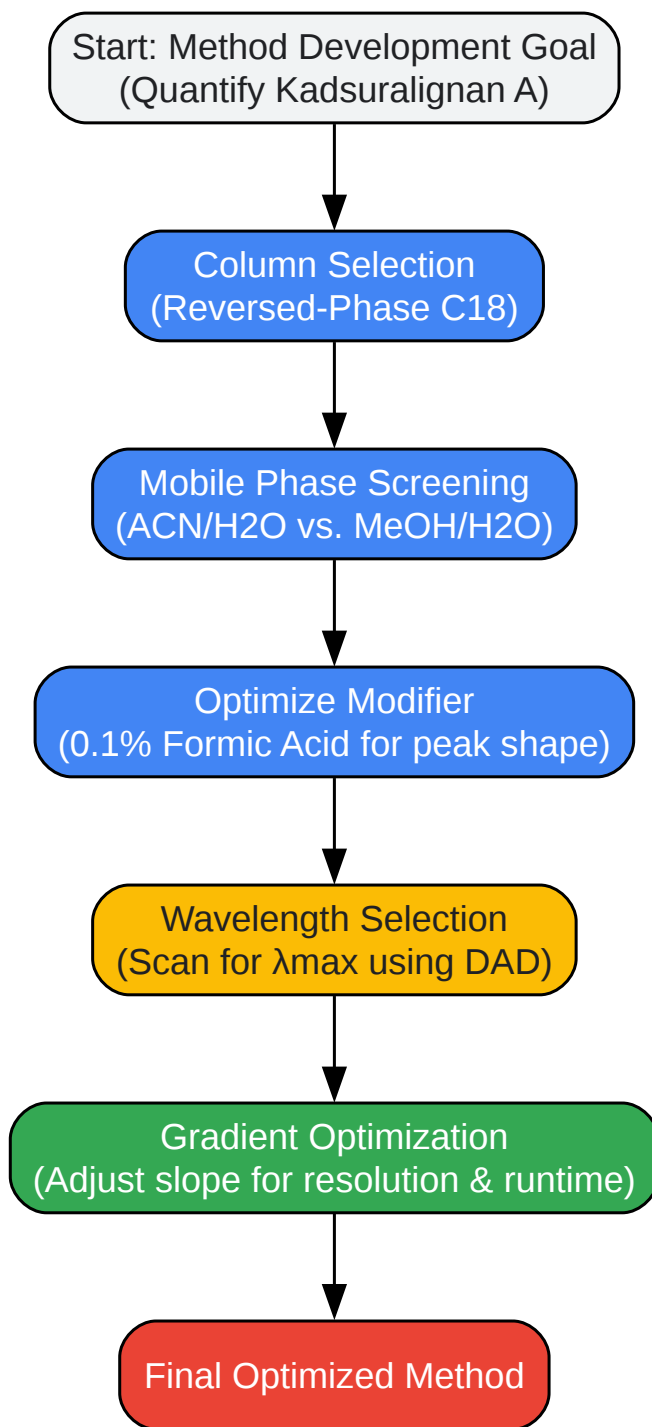 Start: Method Development Goal
(Quantify Kadsuralignan A)
Column Selection
(Reversed-Phase C18)
Mobile Phase Screening
(ACN/H2O vs. MeOH/H2O)
Optimize Modifier
(0.1% Formic Acid for peak shape)
Wavelength Selection
(Scan for λmax using DAD)
Gradient Optimization
(Adjust slope for resolution & runtime)
Final Optimized Method